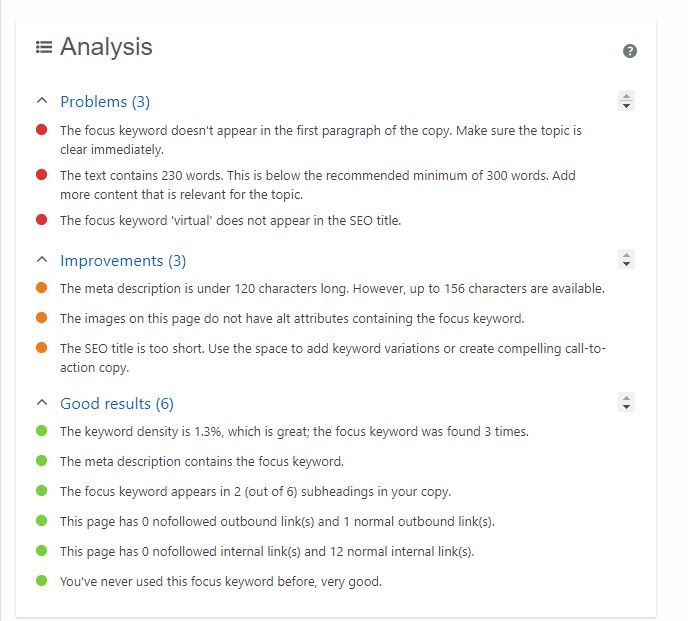 Analysis
?
Problems (3)
The focus keyword doesn't appear in the first paragraph of the copy. Make sure the topic is
clear immediately.
The text contains 230 words. This is below the recommended minimum of 300 words. Add
more content that is relevant for the topic.
The focus keyword 'virtual' does not appear in the SEO title.
Improvements (3)
The meta description is under 120 characters long. However, up to 156 characters are available.
The images on this page do not have alt attributes containing the focus keyword.
The SEO title is too short. Use the space to add keyword variations or create compelling call-to-
action copy.
Good results (6)
The keyword density is 1.3%, which is great; the focus keyword was found 3 times.
The meta description contains the focus keyword.
The focus keyword appears in 2 (out of 6) subheadings in your copy.
This page has 0 nofollowed outbound link(s) and 1 normal outbound link(s).
This page has 0 nofollowed internal link(s) and 12 normal internal link(s).
You've never used this focus keyword before, very good.